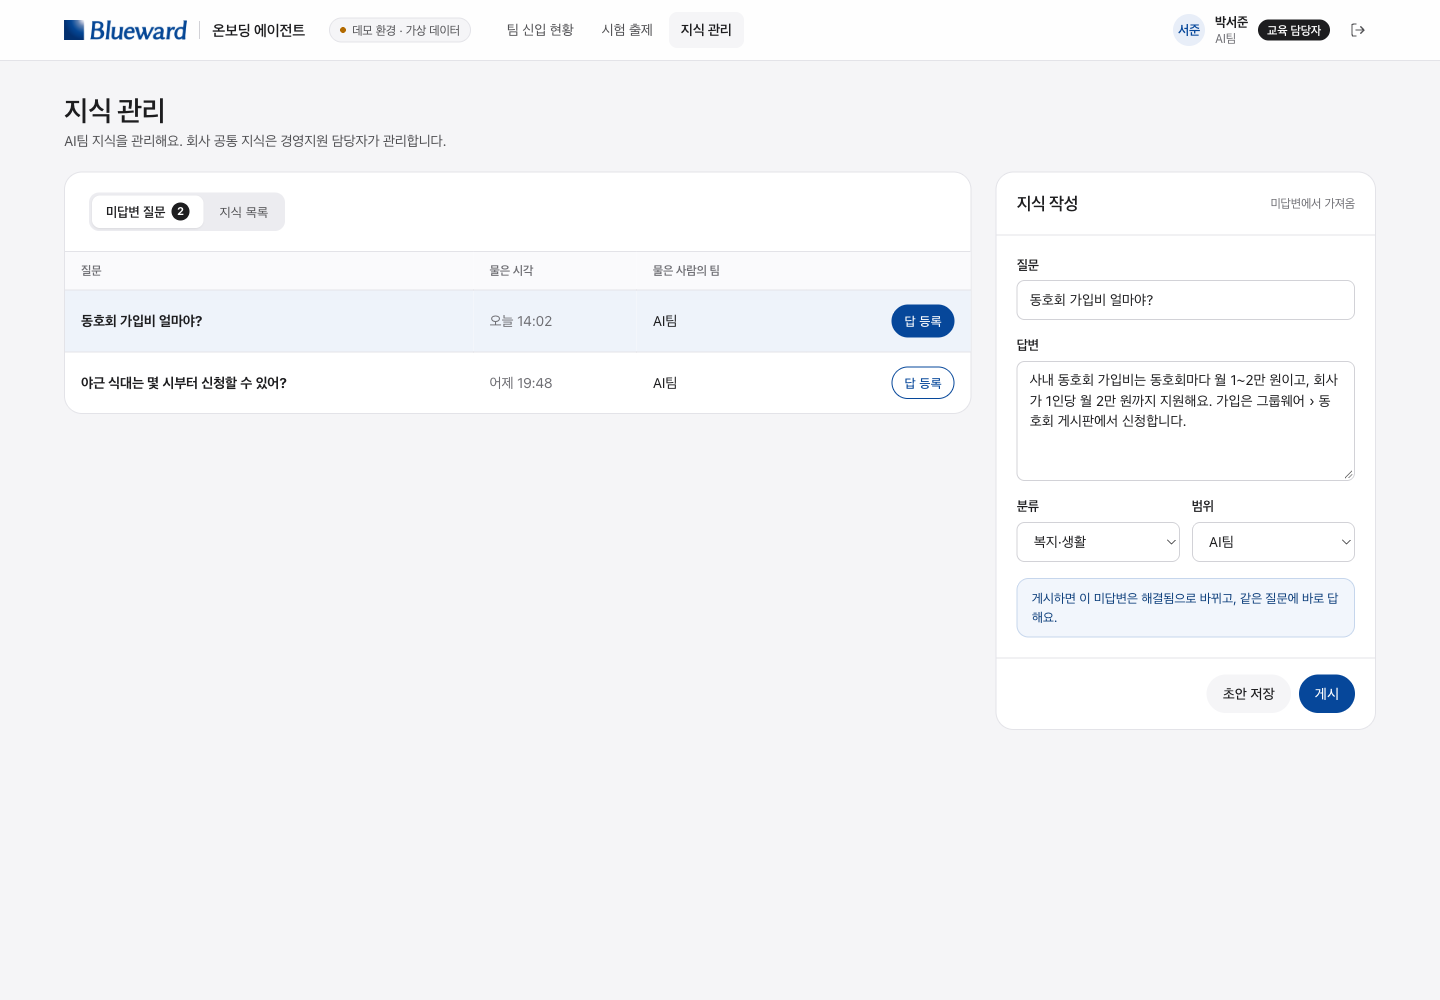 Blueward
온보딩 에이전트
데모 환경 · 가상 데이터
팀 신입 현황
시험 출제
지식 관리
서준
박서준
AI팀
교육 담당자
지식 관리
AI팀 지식을 관리해요. 회사 공통 지식은 경영지원 담당자가 관리합니다.
미답변 질문 2
지식 목록
질문
물은 시각
물은 사람의 팀
동호회 가입비 얼마야?
오늘 14:02
AI팀
답 등록
야근 식대는 몇 시부터 신청할 수 있어?
어제 19:48
AI팀
답 등록
지식 작성
미답변에서 가져옴
질문
동호회 가입비 얼마야?
답변
사내 동호회 가입비는 동호회마다 월 1~2만 원이고, 회사
가 1인당 월 2만 원까지 지원해요. 가입은 그룹웨어 › 동
호회 게시판에서 신청합니다.
분류
범위
복지·생활
AI팀
게시하면 이 미답변은 해결됨으로 바뀌고, 같은 질문에 바로 답
해요.
초안 저장
게시